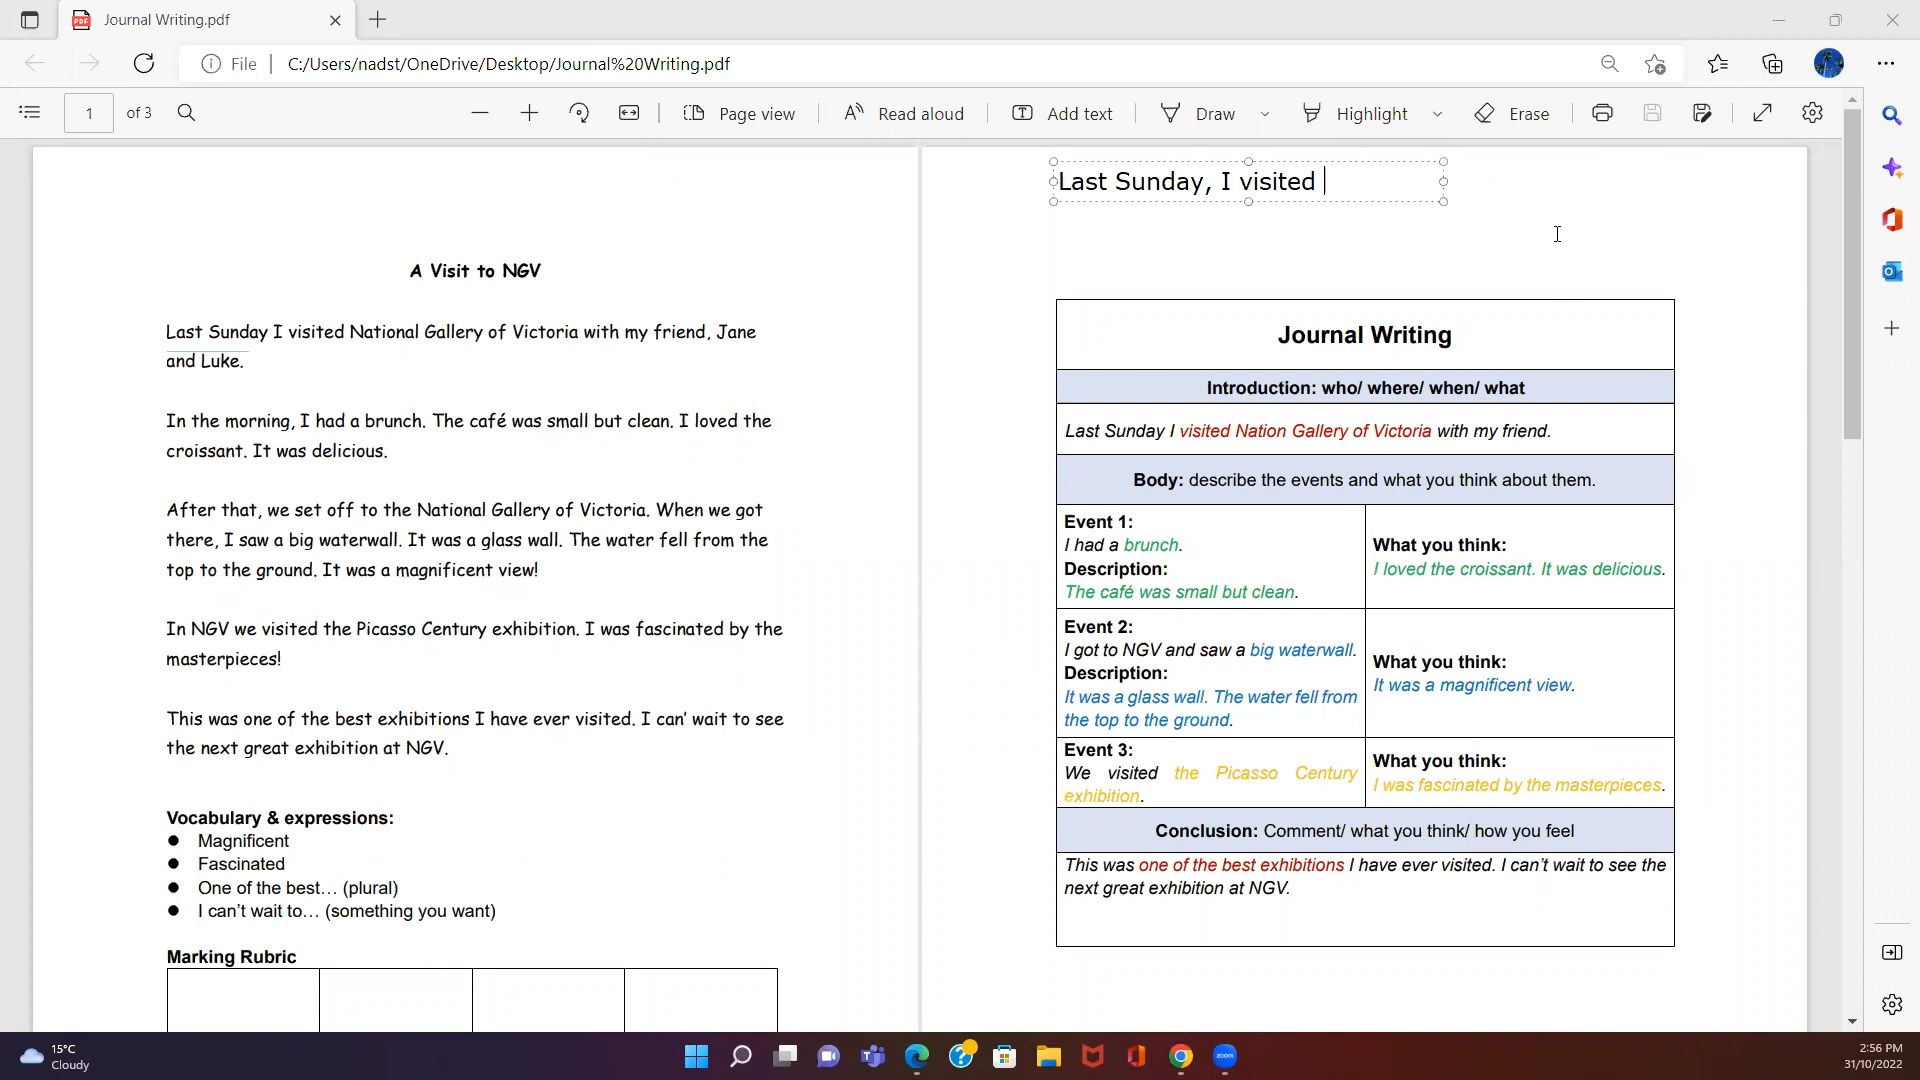 Journal Writing.pdf
File
C:/Users/nadst/OneDrive/Desktop/Journal%20Writing.pdf
1 of 3
Page view
Read aloud
Add text
Draw
Highlight
Erase
A Visit to NGV
Last Sunday I visited National Gallery of Victoria with my friend, Jane
and Luke.
In the morning, I had a brunch. The café was small but clean. I loved the
croissant. It was delicious.
After that, we set off to the National Gallery of Victoria. When we got
there, I saw a big waterwall. It was a glass wall. The water fell from the
top to the ground. It was a magnificent view!
In NGV we visited the Picasso Century exhibition. I was fascinated by the
masterpieces!
This was one of the best exhibitions I have ever visited. I can' wait to see
the next great exhibition at NGV.
Vocabulary & expressions:
● Magnificent
● Fascinated
● One of the best... (plural)
● I can't wait to... (something you want)
Marking Rubric
Last Sunday, I visited
Journal Writing
Introduction: who/ where/ when/ what
Last Sunday I visited Nation Gallery of Victoria with my friend.
Body: describe the events and what you think about them.
Event 1:
I had a brunch.
Description:
The café was small but clean.
What you think:
I loved the croissant. It was delicious.
Event 2:
I got to NGV and saw a big waterwall.
Description:
It was a glass wall. The water fell from
the top to the ground.
What you think:
It was a magnificent view.
Event 3:
We visited the Picasso Century
exhibition.
What you think:
I was fascinated by the masterpieces.
Conclusion: Comment/ what you think/ how you feel
This was one of the best exhibitions I have ever visited. I can't wait to see the
next great exhibition at NGV.
15°C
Cloudy
zoom
2:56 PM
31/10/2022